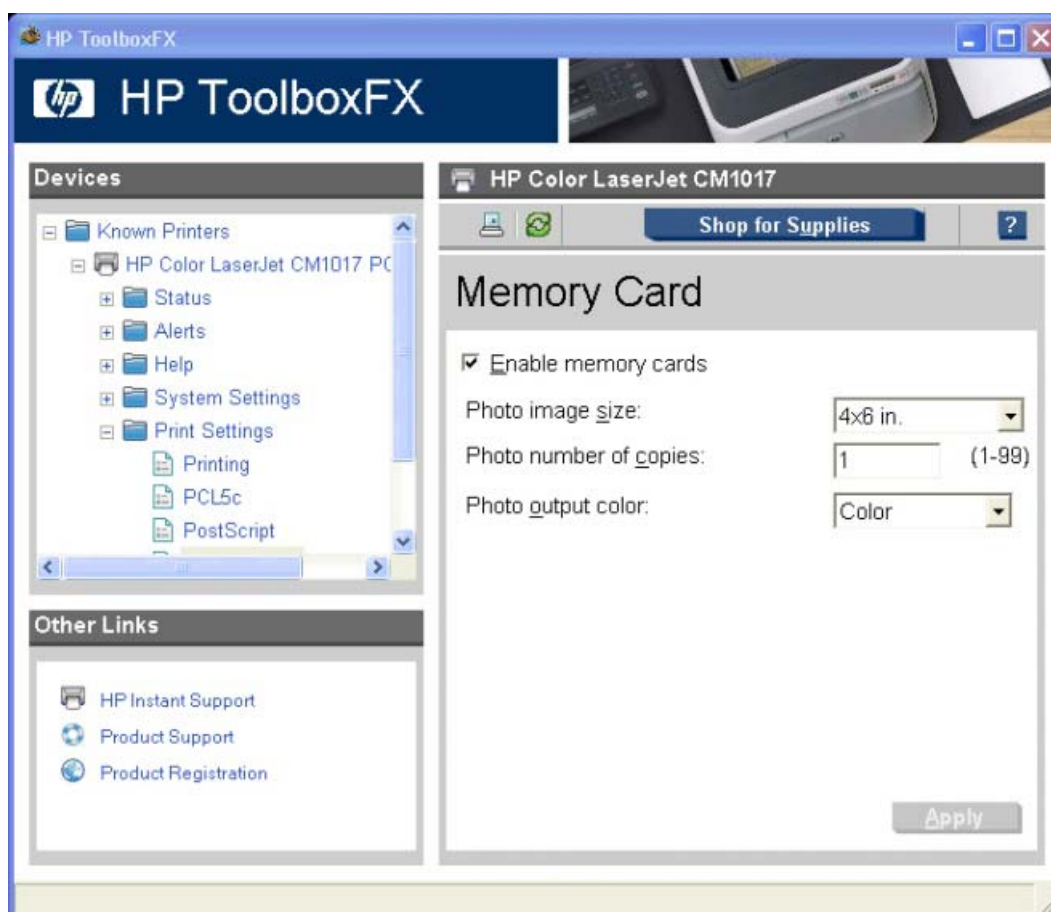 HP ToolboxFX
hp HP ToolboxFX
Devices
Known Printers
HP Color LaserJet CM1017 PC
Status
Alerts
Help
System Settings
Print Settings
Printing
PCL5c
PostScript
Other Links
HP Instant Support
Product Support
Product Registration
HP Color LaserJet CM1017
Shop for Supplies ?
Memory Card
Enable memory cards
Photo image size: 4x6 in.
Photo number of copies: 1 (1-99)
Photo output color: Color
Apply